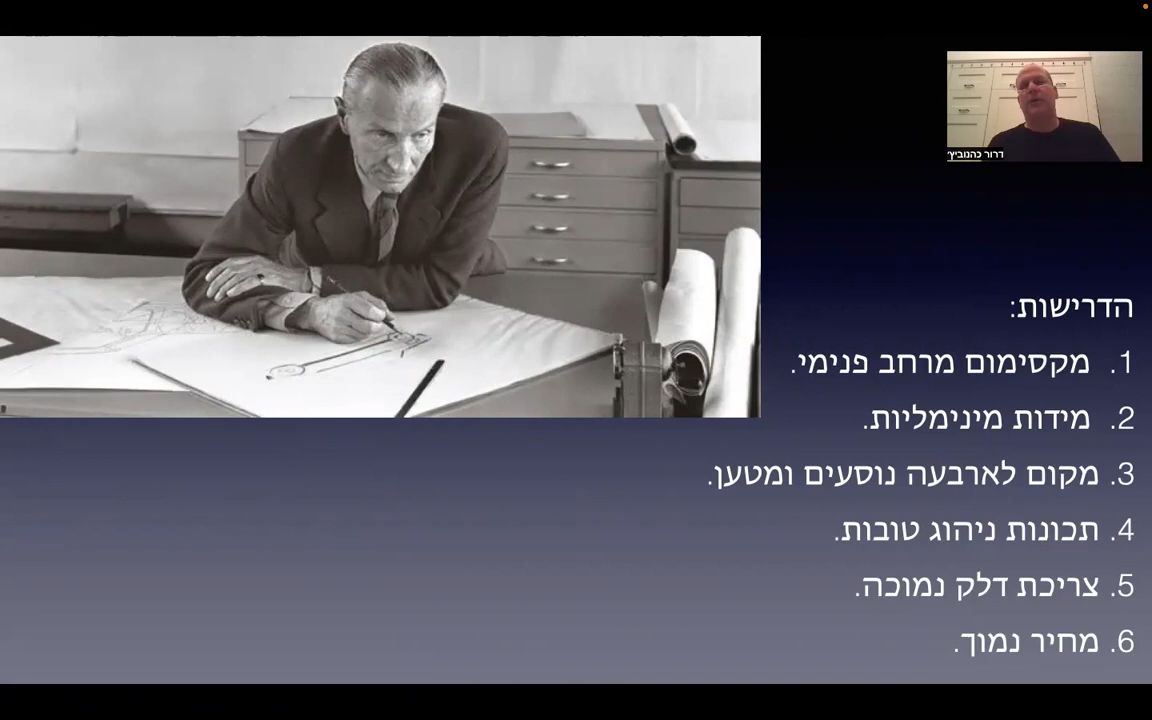 דרור כהנוביץ׳
הדרישות:
1. מקסימום מרחב פנימי.
2. מידות מינימליות.
3. מקום לארבעה נוסעים ומטען.
4. תכונות ניהוג טובות.
5. צריכת דלק נמוכה.
6. מחיר נמוך.